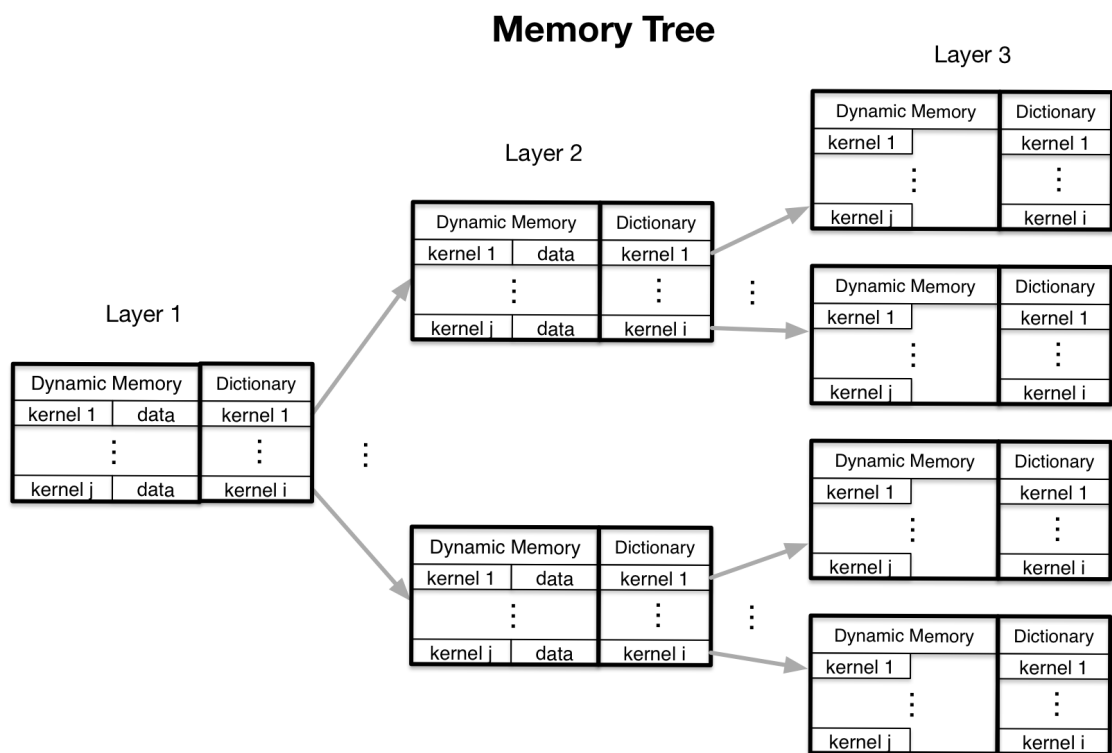 Memory Tree
Layer 1
Dynamic Memory Dictionary
kernel 1 data kernel 1
kernel j data kernel i
Layer 2
Dynamic Memory Dictionary
kernel 1 data kernel 1
kernel j data kernel i
Dynamic Memory Dictionary
kernel 1 data kernel 1
kernel j data kernel i
Layer 3
Dynamic Memory Dictionary
kernel 1 kernel 1
kernel j kernel i
Dynamic Memory Dictionary
kernel 1 kernel 1
kernel j kernel i
Dynamic Memory Dictionary
kernel 1 kernel 1
kernel j kernel i
Dynamic Memory Dictionary
kernel 1 kernel 1
kernel j kernel i